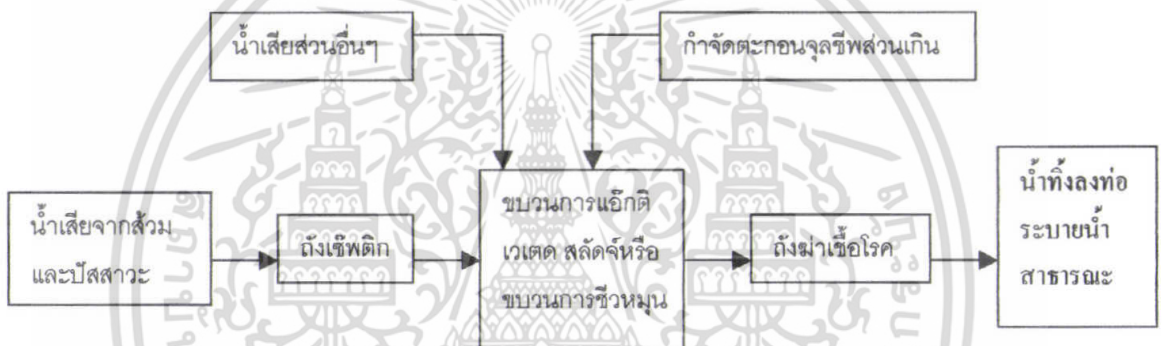 น้ำเสียส่วนอื่นๆ
กำจัดตะกอนจุลชีพส่วนเกิน
น้ำเสียจากส้วม
และปัสสาวะ
ถังเซ๊พติก
ขบวนการแอ๊กติ
เวเตด สลัดจ์หรือ
ขบวนการชีวหมุน
ถังฆ่าเชื้อโรค
น้ำทิ้งลงท่อ
ระบายน้ำ
สาธารณะ